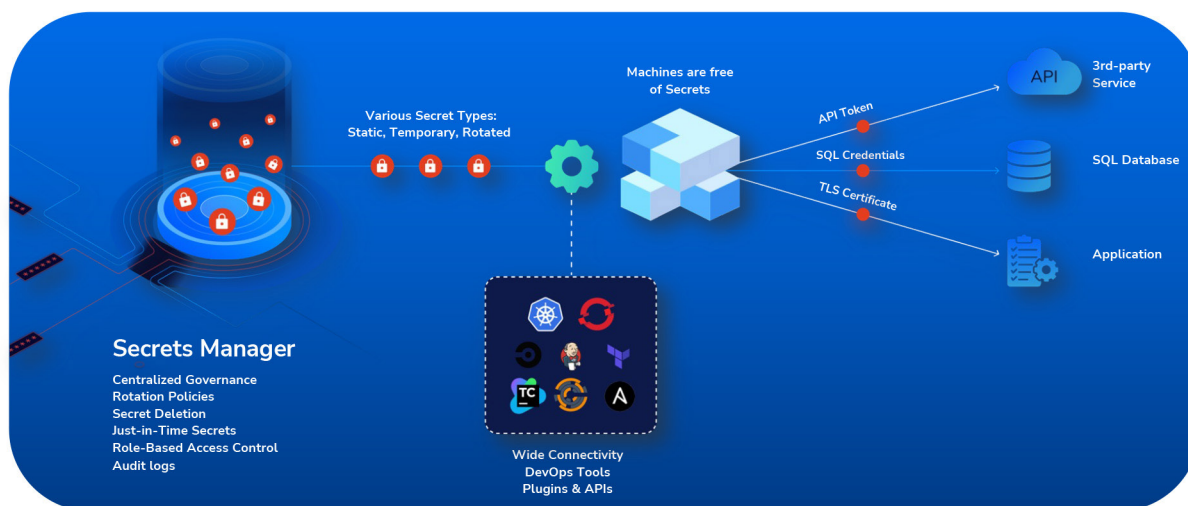 Machines are free
of Secrets
Various Secret Types:
Static, Temporary, Rotated
API Token
SQL Credentials
TLS Certificate
API
3rd-party
Service
SQL Database
Application
Secrets Manager
Centralized Governance
Rotation Policies
Secret Deletion
Just-in-Time Secrets
Role-Based Access Control
Audit logs
TC
A
Wide Connectivity
DevOps Tools
Plugins & APIs